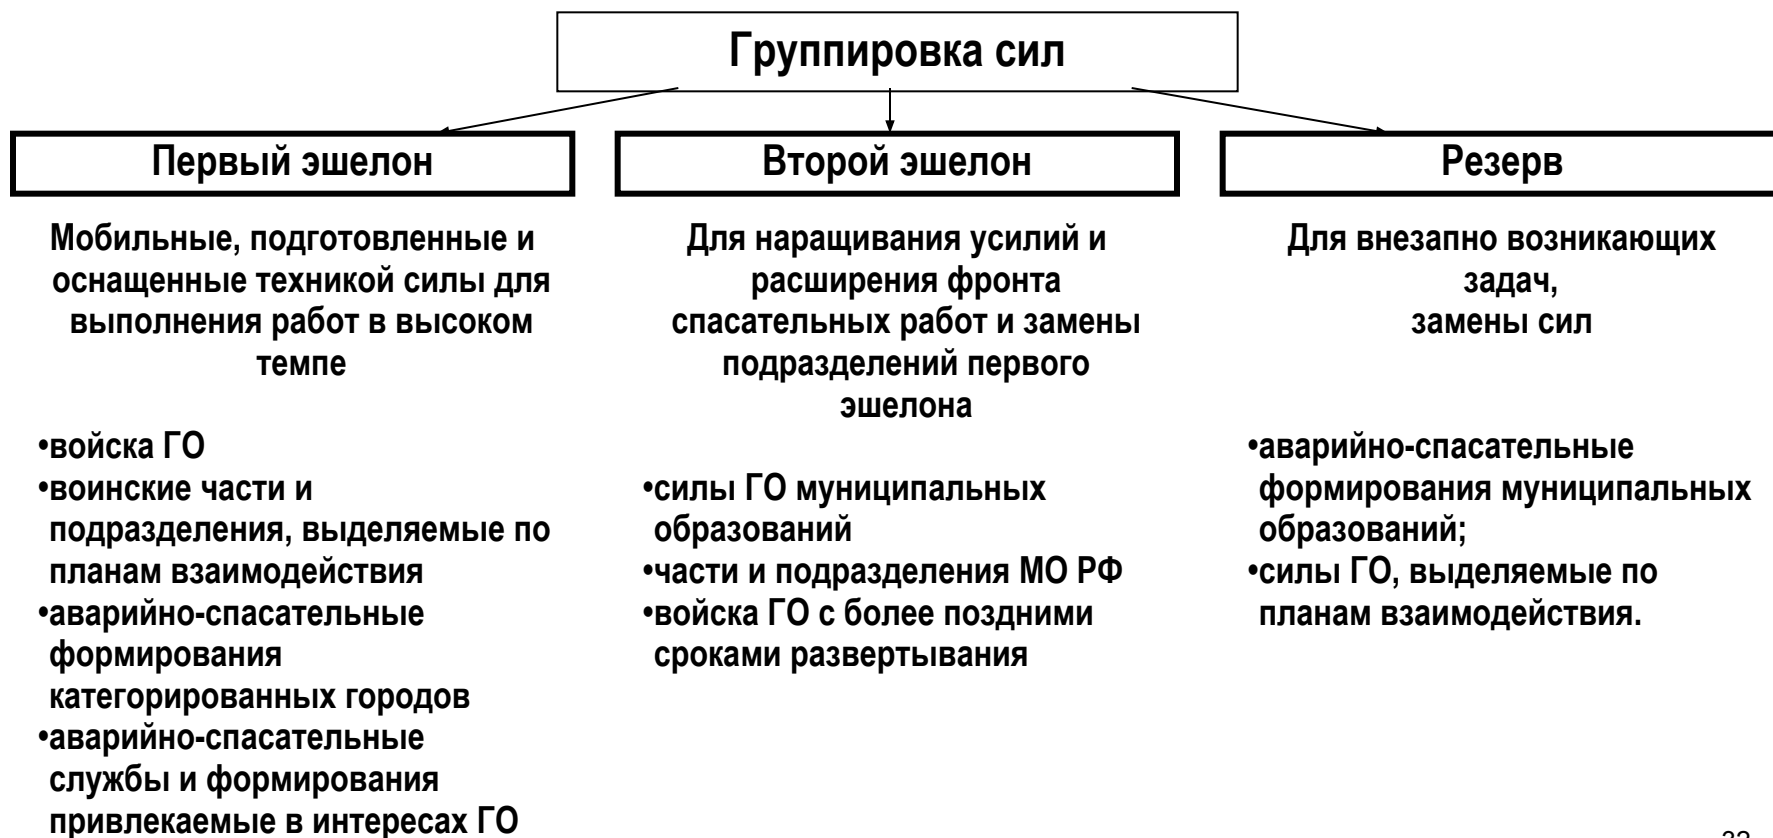 Группировка сил
Первый эшелон
Мобильные, подготовленные и
оснащенные техникой силы для
выполнения работ в высоком
темпе
•войска ГО
•воинские части и
подразделения, выделяемые по
планам взаимодействия
•аварийно-спасательные
формирования
категорированных городов
•аварийно-спасательные
службы и формирования
привлекаемые в интересах ГО
Второй эшелон
Для наращивания усилий и
расширения фронта
спасательных работ и замены
подразделений первого
эшелона
•силы ГО муниципальных
образований
•части и подразделения МО РФ
•войска ГО с более поздними
сроками развертывания
Резерв
Для внезапно возникающих
задач,
замены сил
•аварийно-спасательные
формирования муниципальных
образований;
•силы ГО, выделяемые по
планам взаимодействия.